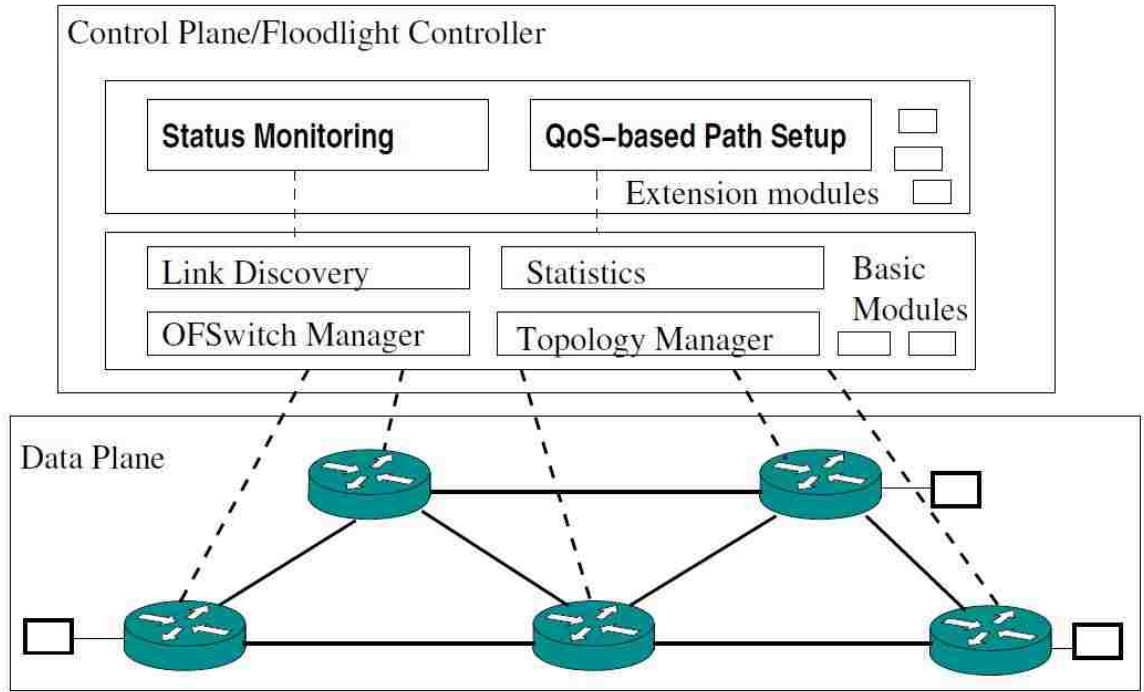 Control Plane/Floodlight Controller
Status Monitoring
QoS–based Path Setup
Extension modules
Link Discovery
Statistics
Basic
Modules
OFSwitch Manager
Topology Manager
Data Plane